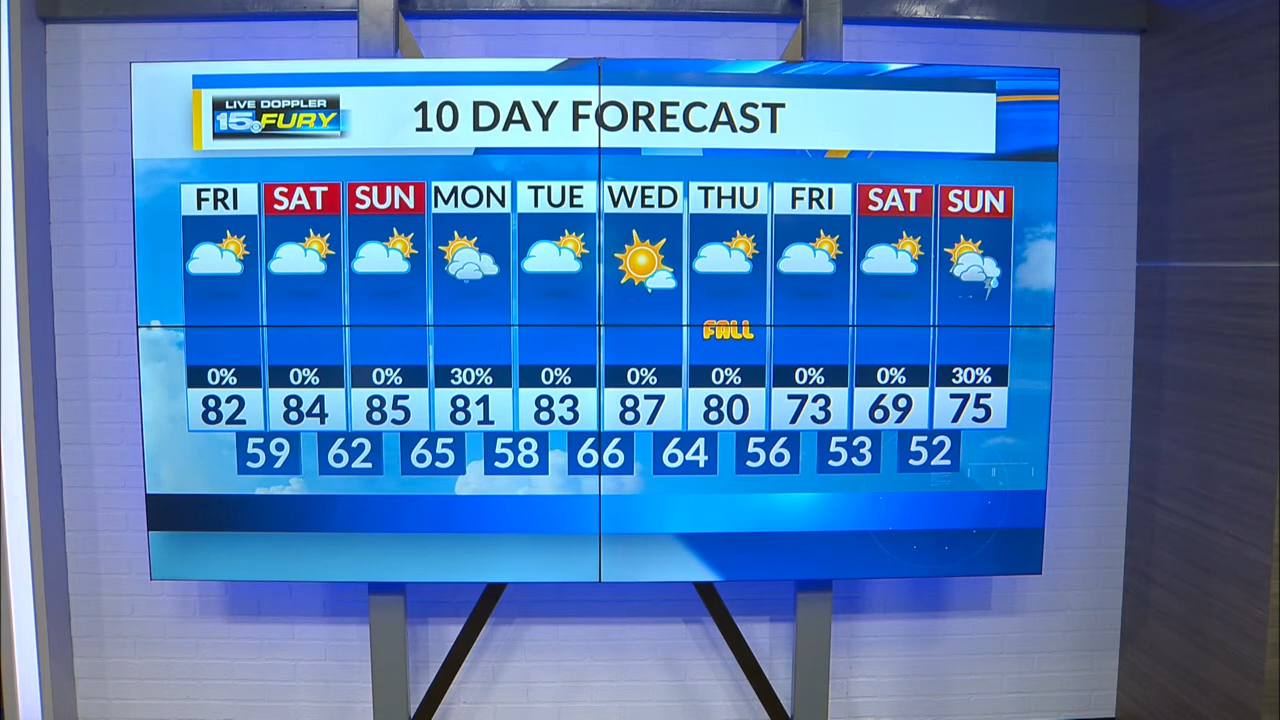 LIVE DOPPLER
15 FURY
10 DAY FORECAST
FRI SAT SUN MON TUE WED THU FRI SAT SUN
FALL
0% 0% 0% 30% 0% 0% 0% 0% 0% 30%
82 84 85 81 83 87 80 73 69 75
59 62 65 58 66 64 56 53 52